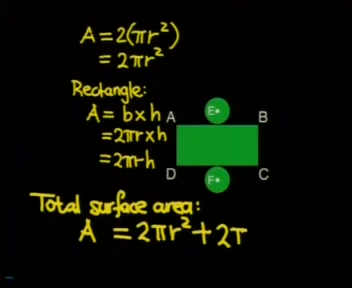 A = 2(πr²)
= 2πr²
Rectangle:
A = b × h
= 2πr × h
= 2πrh
A B
E
D C
F
Total surface area:
A = 2πr² + 2π